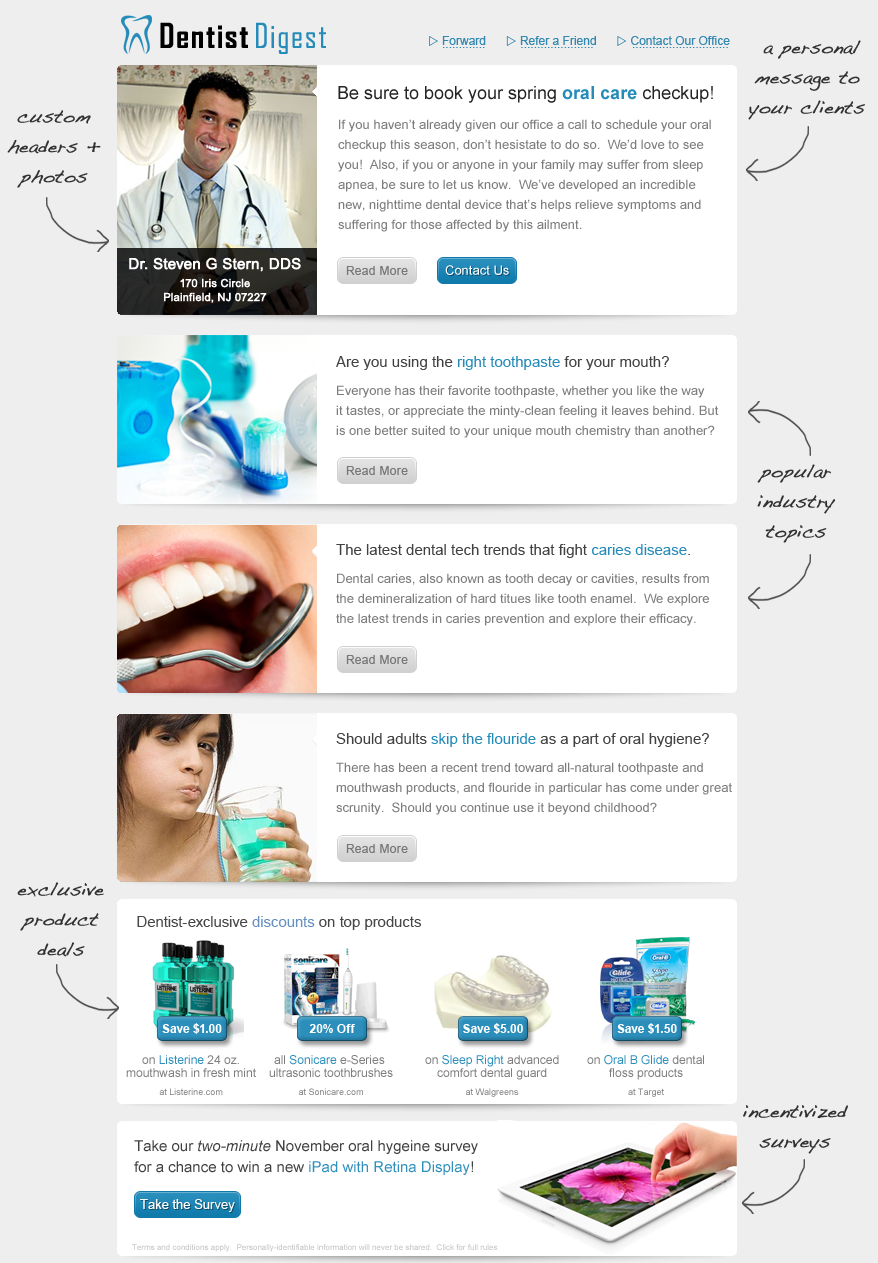 Dentist Digest
Forward
Refer a Friend
Contact Our Office
a personal
message to
your clients
custom
headers +
photos
Be sure to book your spring oral care checkup!
If you haven't already given our office a call to schedule your oral
checkup this season, don't hesistate to do so.  We'd love to see
you!  Also, if you or anyone in your family may suffer from sleep
apnea, be sure to let us know.  We've developed an incredible
new, nighttime dental device that's helps relieve symptoms and
suffering for those affected by this ailment.
Read More
Contact Us
Dr. Steven G Stern, DDS
170 Iris Circle
Plainfield, NJ 07227
Are you using the right toothpaste for your mouth?
Everyone has their favorite toothpaste, whether you like the way
it tastes, or appreciate the minty-clean feeling it leaves behind. But
is one better suited to your unique mouth chemistry than another?
Read More
popular
industry
topics
The latest dental tech trends that fight caries disease.
Dental caries, also known as tooth decay or cavities, results from
the demineralization of hard titues like tooth enamel.  We explore
the latest trends in caries prevention and explore their efficacy.
Read More
Should adults skip the flouride as a part of oral hygiene?
There has been a recent trend toward all-natural toothpaste and
mouthwash products, and flouride in particular has come under great
scrunity.  Should you continue use it beyond childhood?
Read More
exclusive
product
deals
Dentist-exclusive discounts on top products
LISTERINE
LISTERINE
sonicare
Glide
Oral-B
Scope
Save $1.00
20% Off
Save $5.00
Save $1.50
on Listerine 24 oz.
mouthwash in fresh mint
at Listerine.com
all Sonicare e-Series
ultrasonic toothbrushes
at Sonicare.com
on Sleep Right advanced
comfort dental guard
at Walgreens
on Oral B Glide dental
floss products
at Target
incentivized
surveys
Take our two-minute November oral hygeine survey
for a chance to win a new iPad with Retina Display!
Take the Survey
Terms and conditions apply.  Personally-identifiable information will never be shared.  Click for full rules